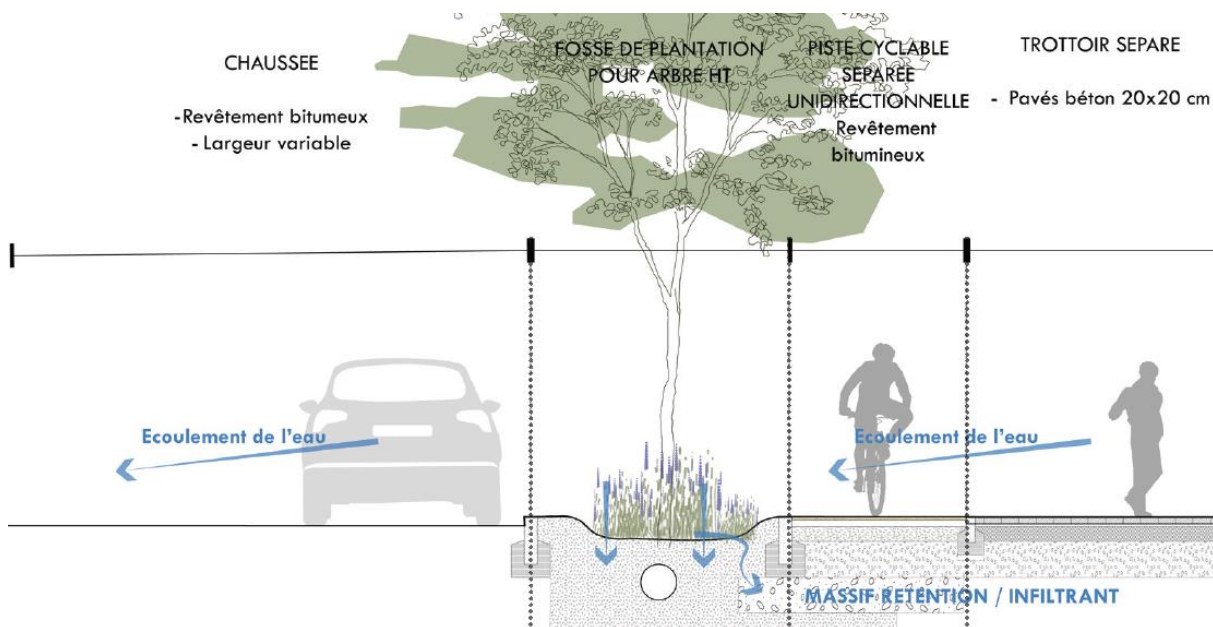 CHAUSSEE
-Revêtement bitumeux
- Largeur variable
FOSSE DE PLANTATION
POUR ARBRE HT
PISTE CYCLABLE
SEPAREE
UNIDIRECTIONNELLE
- Revêtement
bitumineux
TROTTOIR SEPARE
- Pavés béton 20x20 cm
Ecoulement de l'eau
Ecoulement de l'eau
MASSIF RETENTION / INFILTRANT